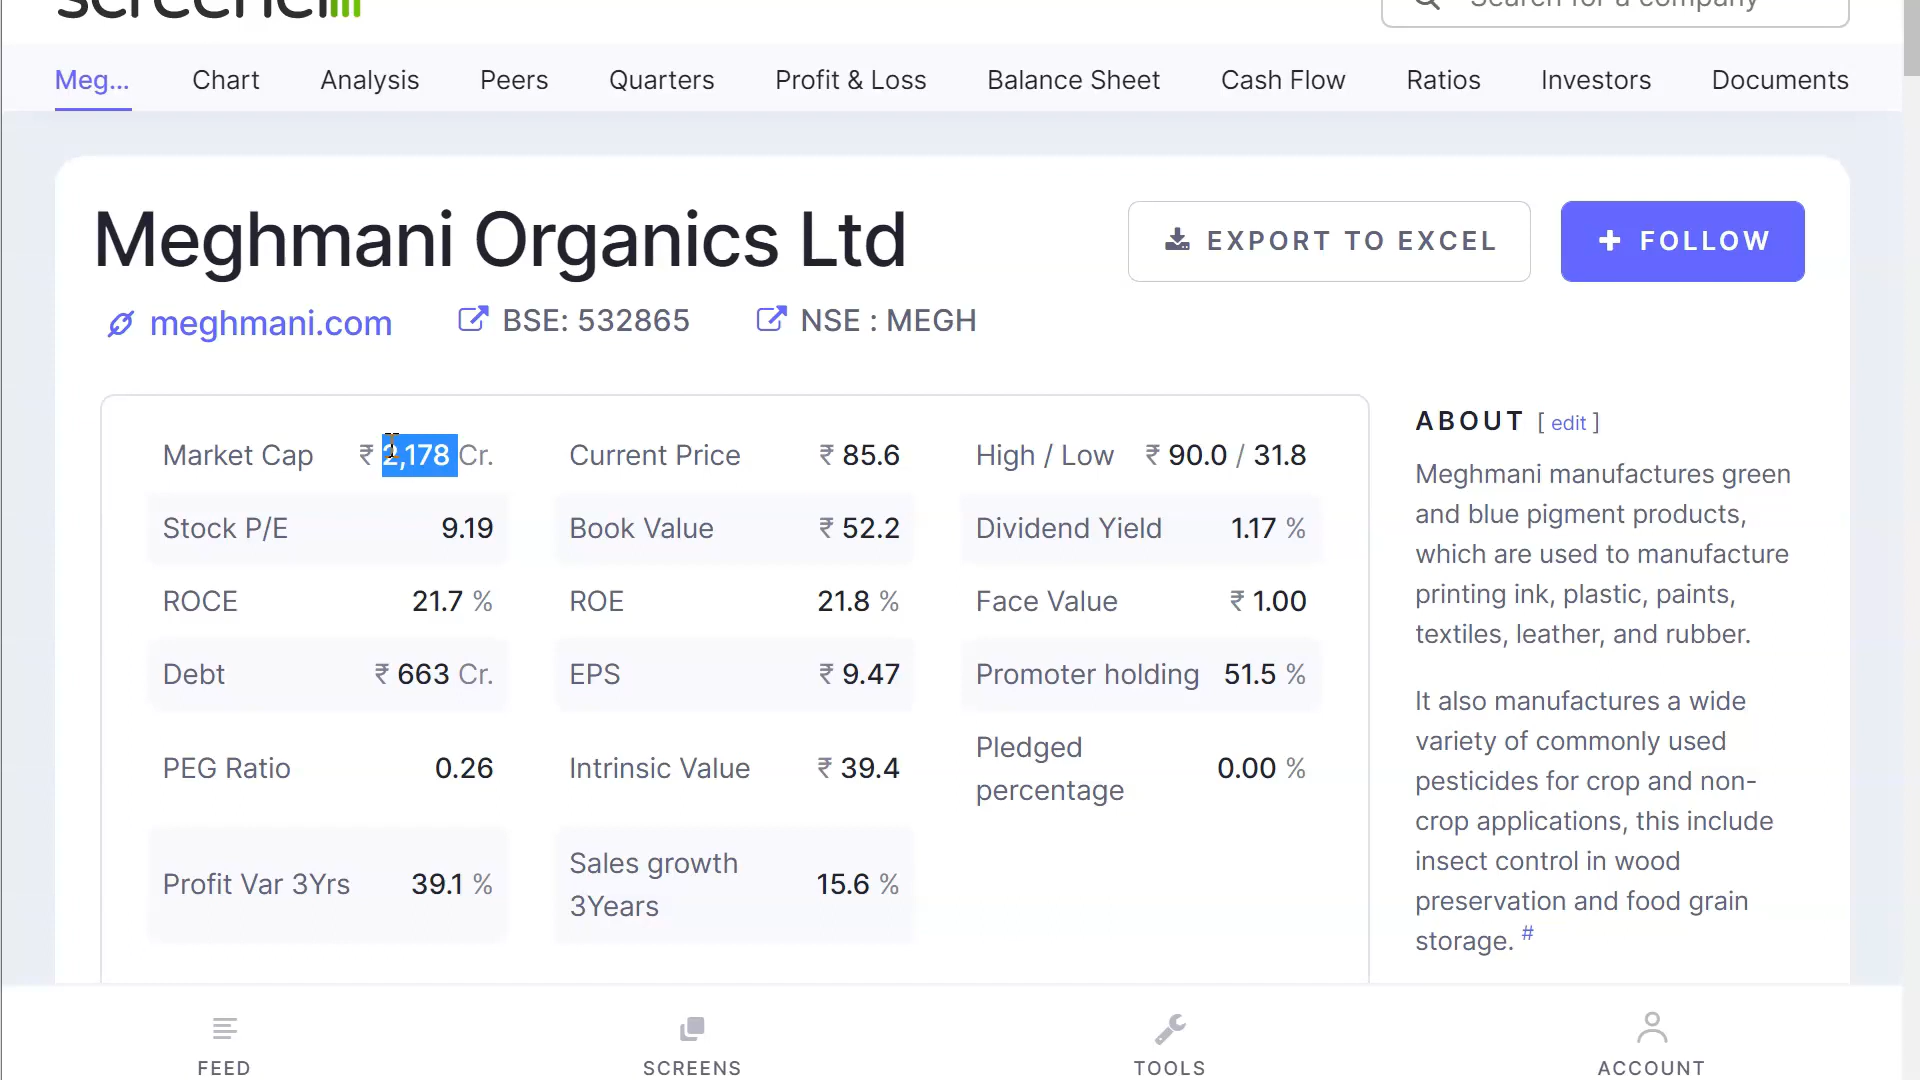 screener
Search for a company
Meg... Chart Analysis Peers Quarters Profit & Loss Balance Sheet Cash Flow Ratios Investors Documents
Meghmani Organics Ltd
EXPORT TO EXCEL
+ FOLLOW
meghmani.com BSE: 532865 NSE : MEGH
Market Cap ₹ 2,178 Cr.
Current Price ₹ 85.6
High / Low ₹ 90.0 / 31.8
Stock P/E 9.19
Book Value ₹ 52.2
Dividend Yield 1.17 %
ROCE 21.7 %
ROE 21.8 %
Face Value ₹ 1.00
Debt ₹ 663 Cr.
EPS ₹ 9.47
Promoter holding 51.5 %
PEG Ratio 0.26
Intrinsic Value ₹ 39.4
Pledged
percentage 0.00 %
Profit Var 3Yrs 39.1 %
Sales growth
3Years 15.6 %
ABOUT [ edit ]
Meghmani manufactures green
and blue pigment products,
which are used to manufacture
printing ink, plastic, paints,
textiles, leather, and rubber.
It also manufactures a wide
variety of commonly used
pesticides for crop and non-
crop applications, this include
insect control in wood
preservation and food grain
storage. #
FEED SCREENS TOOLS ACCOUNT